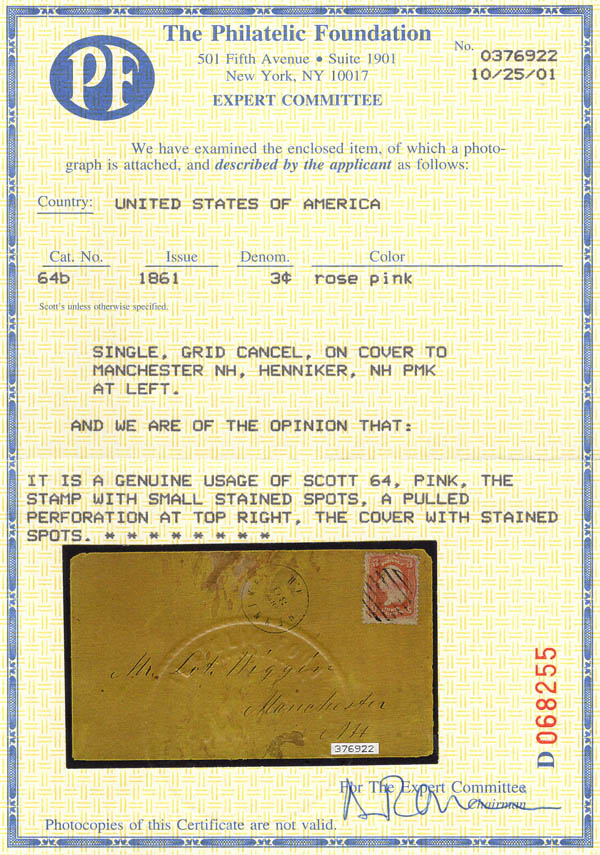 PF
The Philatelic Foundation
501 Fifth Avenue • Suite 1901
New York, NY 10017
EXPERT COMMITTEE
No. 0376922
10/25/01
We have examined the enclosed item, of which a photo-
graph is attached, and described by the applicant as follows:
Country: UNITED STATES OF AMERICA
Cat. No. Issue Denom. Color
64b 1861 3¢ rose pink
Scott's unless otherwise specified.
SINGLE, GRID CANCEL, ON COVER TO
MANCHESTER NH, HENNIKER, NH PMK
AT LEFT.
AND WE ARE OF THE OPINION THAT:
IT IS A GENUINE USAGE OF SCOTT 64, PINK, THE
STAMP WITH SMALL STAINED SPOTS, A PULLED
PERFORATION AT TOP RIGHT, THE COVER WITH STAINED
SPOTS. * * * * * * * *
Mr. Lot Wiggin
Manchester
NH
376922
D 068255
For The Expert Committee
Chairman
Photocopies of this Certificate are not valid.